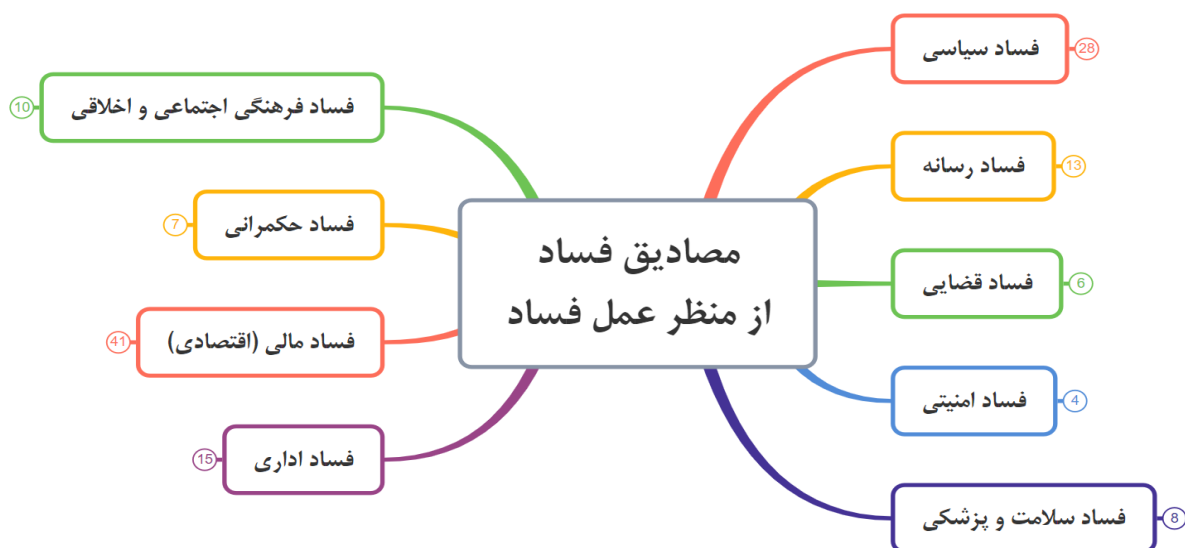 مصادیق فساد
از منظر عمل فساد
فساد سیاسی
28
فساد رسانه
13
فساد قضایی
6
فساد امنیتی
4
فساد سلامت و پزشکی
8
فساد فرهنگی اجتماعی و اخلاقی
10
فساد حکمرانی
7
فساد مالی (اقتصادی)
41
فساد اداری
15